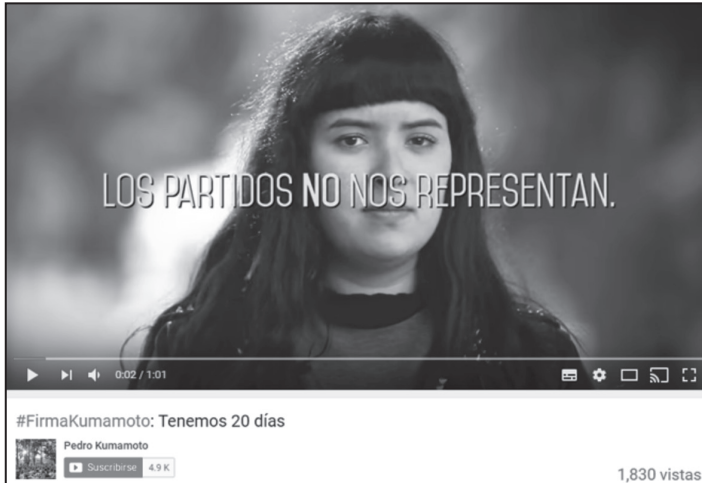 LOS PARTIDOS NO NOS REPRESENTAN.
0:02 / 1:01
#FirmaKumamoto: Tenemos 20 días
Pedro Kumamoto
Suscribirse 4.9 K
1,830 vistas